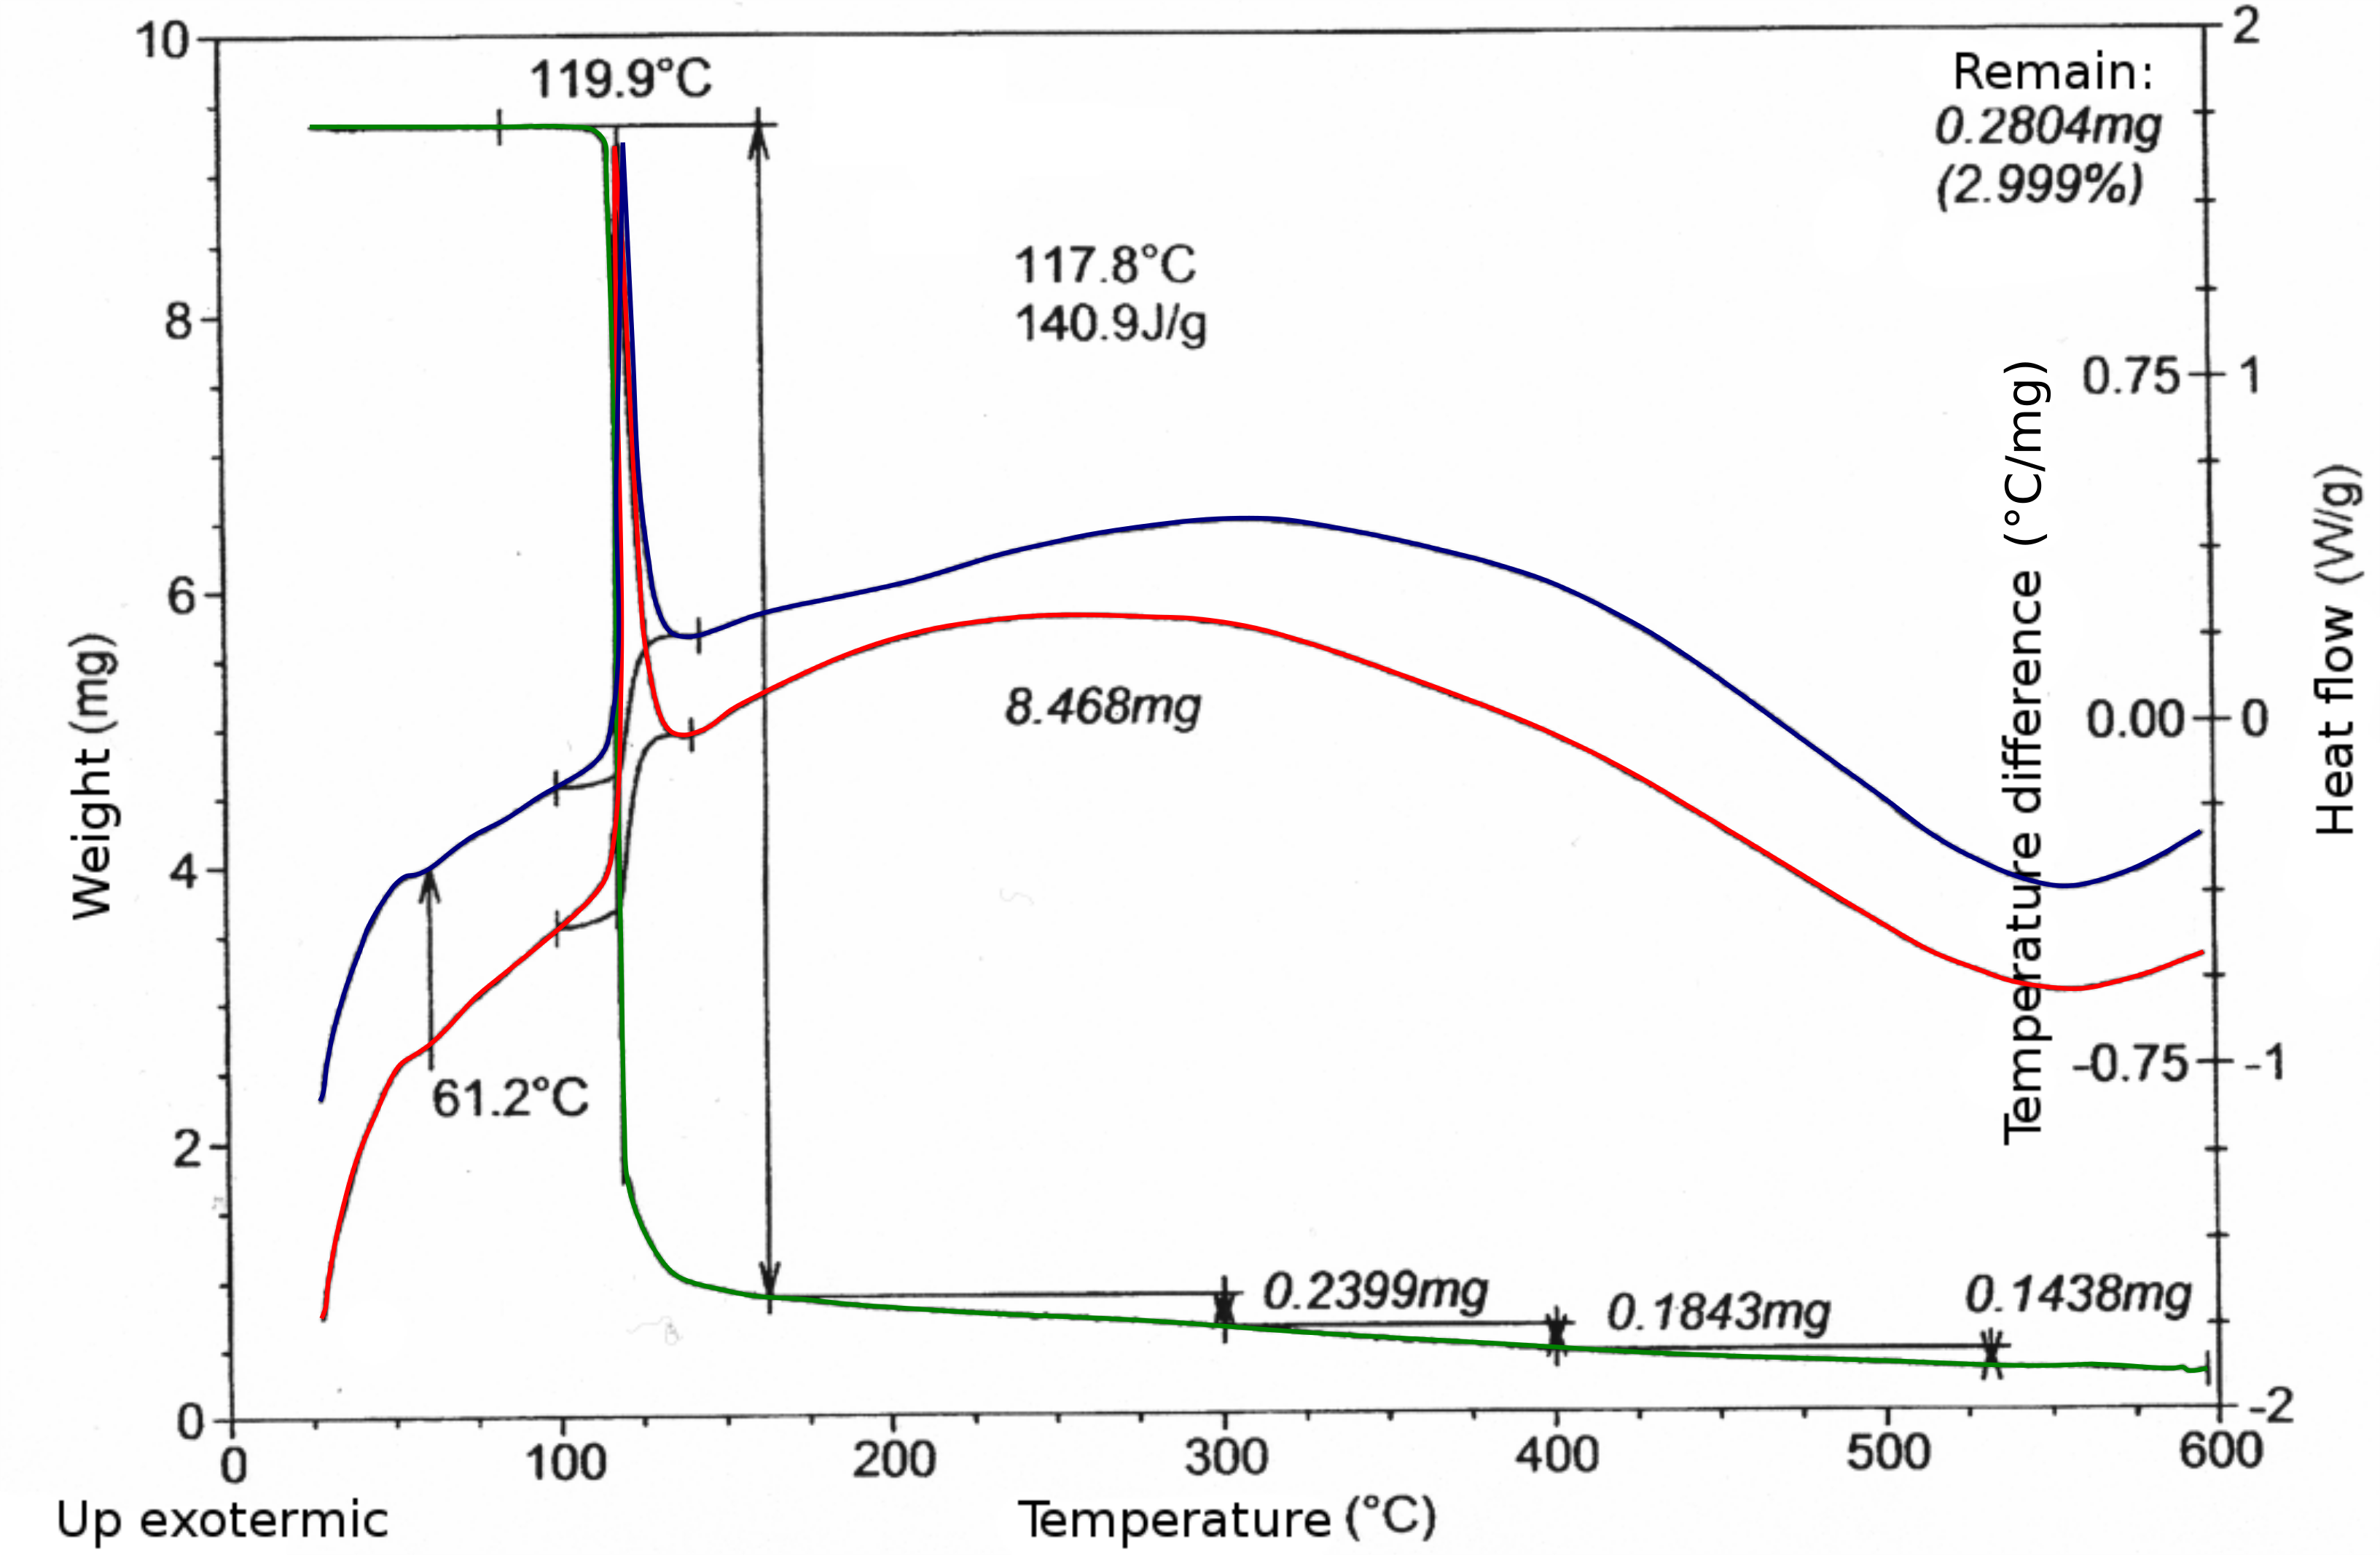 10
2
119.9°C
Remain:
0.2804mg
(2.999%)
117.8°C
140.9J/g
8
0.75
1
6
Weight (mg)
8.468mg
Temperature difference (°C/mg)
0.00
0
Heat flow (W/g)
4
61.2°C
-0.75
-1
2
0.2399mg
0.1843mg
0.1438mg
0
-2
0
100
200
300
400
500
600
Up exotermic
Temperature (°C)